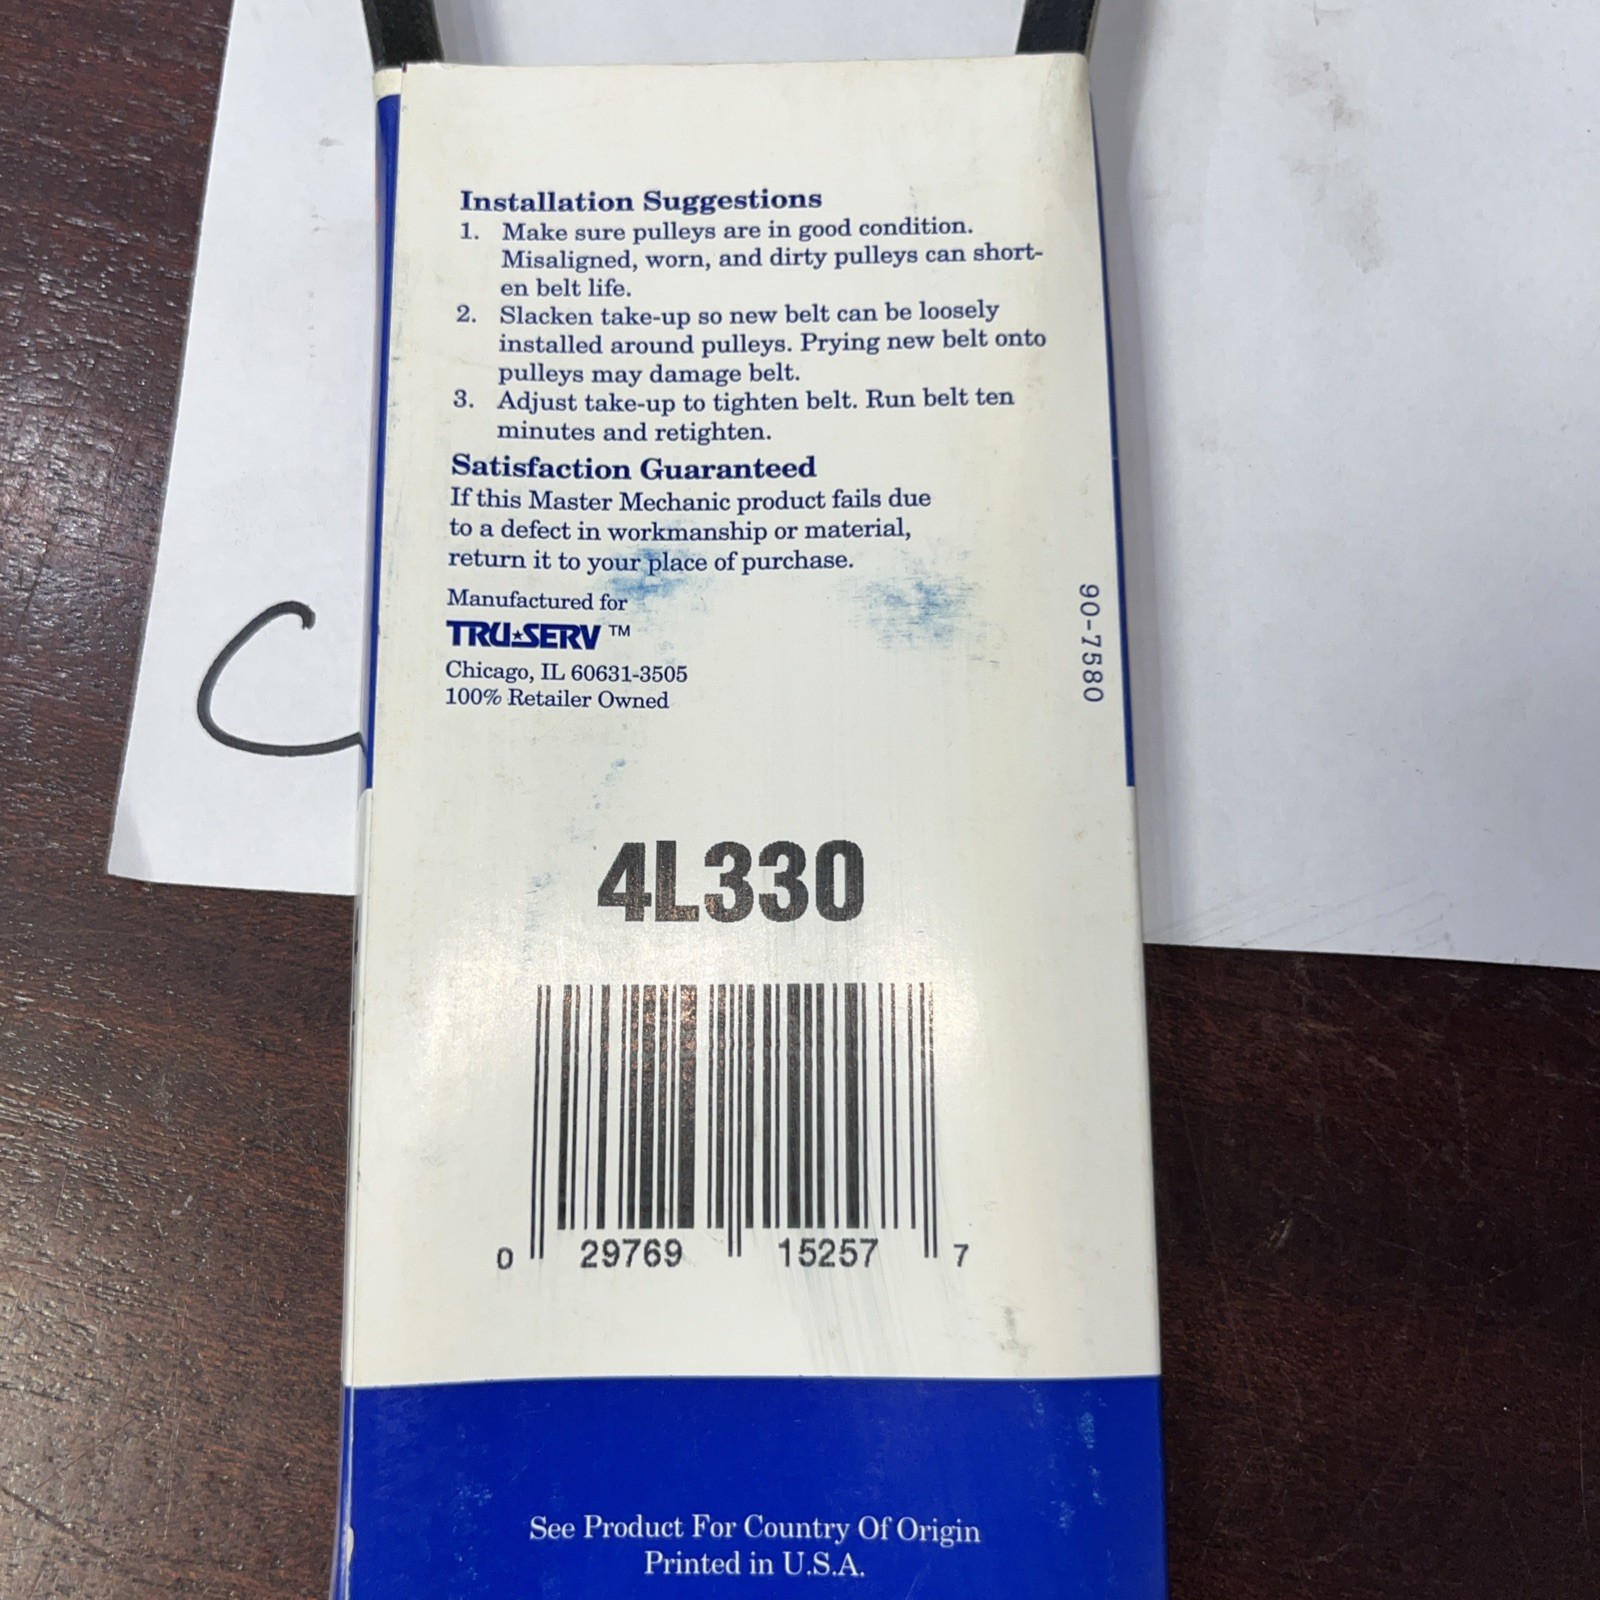 Installation Suggestions
1. Make sure pulleys are in good condition.
Misaligned, worn, and dirty pulleys can short-
en belt life.
2. Slacken take-up so new belt can be loosely
installed around pulleys. Prying new belt onto
pulleys may damage belt.
3. Adjust take-up to tighten belt. Run belt ten
minutes and retighten.
Satisfaction Guaranteed
If this Master Mechanic product fails due
to a defect in workmanship or material,
return it to your place of purchase.
Manufactured for
TRU★SERV ™
Chicago, IL 60631-3505
100% Retailer Owned
90-7580
4L330
0 29769 15257 7
See Product For Country Of Origin
Printed in U.S.A.